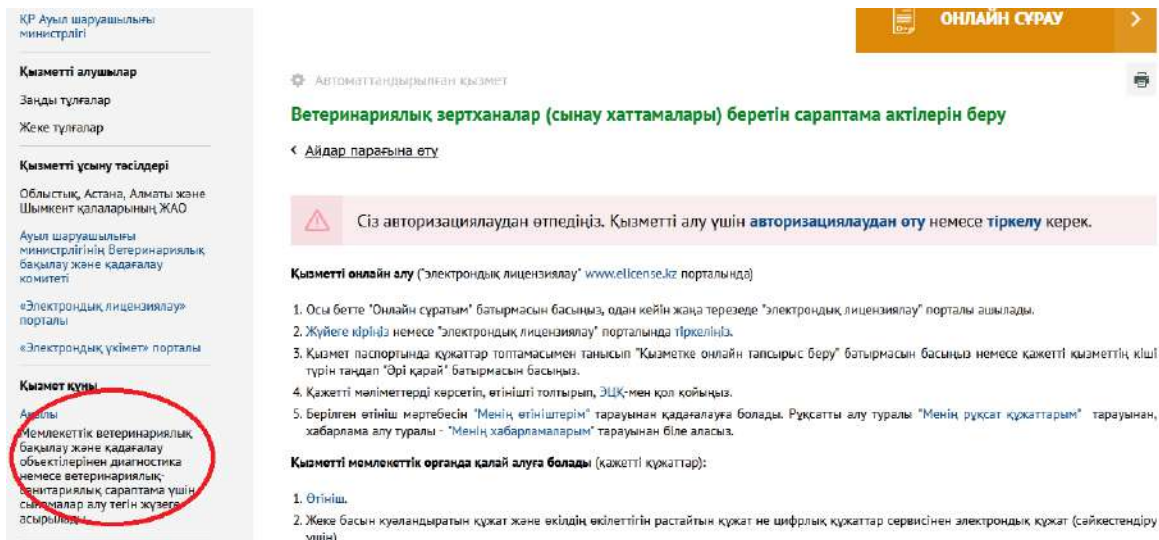 ҚР Ауыл шаруашылығы
министрлігі
Қызметті алушылар
Заңды тұлғалар
Жеке тұлғалар
Қызметті ұсыну тәсілдері
Облыстық, Астана, Алматы және
Шымкент қалаларының ЖАО
Ауыл шаруашылығы
министрлігінің Ветеринариялық
бақылау және қадағалау
комитеті
«Электрондық лицензиялау»
порталы
«Электрондық үкімет» порталы
Қызмет құны
Ақылы
Мемлекеттік ветеринариялық
бақылау және қадағалау
объектілерінен диагностика
немесе ветеринариялық-
санитариялық сараптама үшін
сынамалар алу тегін жүзеге
асырылады
ОНЛАЙН СҰРАУ
Автоматтандырылған қызмет
Ветеринариялық зертханалар (сынау хаттамалары) беретін сараптама актілерін беру
Айдар парағына өту
Сіз авторизациялаудан өтпедіңіз. Қызметті алу үшін авторизациялаудан өту немесе тіркелу керек.
Қызметті онлайн алу ("электрондық лицензиялау" www.elicense.kz порталында)
1. Осы бетте "Онлайн сұратым" батырмасын басыңыз, одан кейін жаңа терезеде "электрондық лицензиялау" порталы ашылады.
2. Жүйеге кіріңіз немесе "электрондық лицензиялау" порталында тіркеліңіз.
3. Қызмет паспортында құжаттар топтамасымен танысып "Қызметке онлайн тапсырыс беру" батырмасын басыңыз немесе қажетті қызметтің кіші
түрін таңдап "Әрі қарай" батырмасын басыңыз.
4. Қажетті мәліметтерді көрсетіп, өтінішті толтырып, ЭЦҚ-мен қол қойыңыз.
5. Берілген өтініш мәртебесін "Менің өтініштерім" тарауынан қадағалауға болады. Рұқсатты алу туралы "Менің рұқсат құжаттарым" тарауынан,
хабарлама алу туралы - "Менің хабарламаларым" тарауынан біле аласыз.
Қызметті мемлекеттік органда қалай алуға болады (қажетті құжаттар):
1. Өтініш.
2. Жеке басын куәландыратын құжат және өкілдің өкілеттігін растайтын құжат не цифрлық құжаттар сервисінен электрондық құжат (сәйкестендіру
үшін)